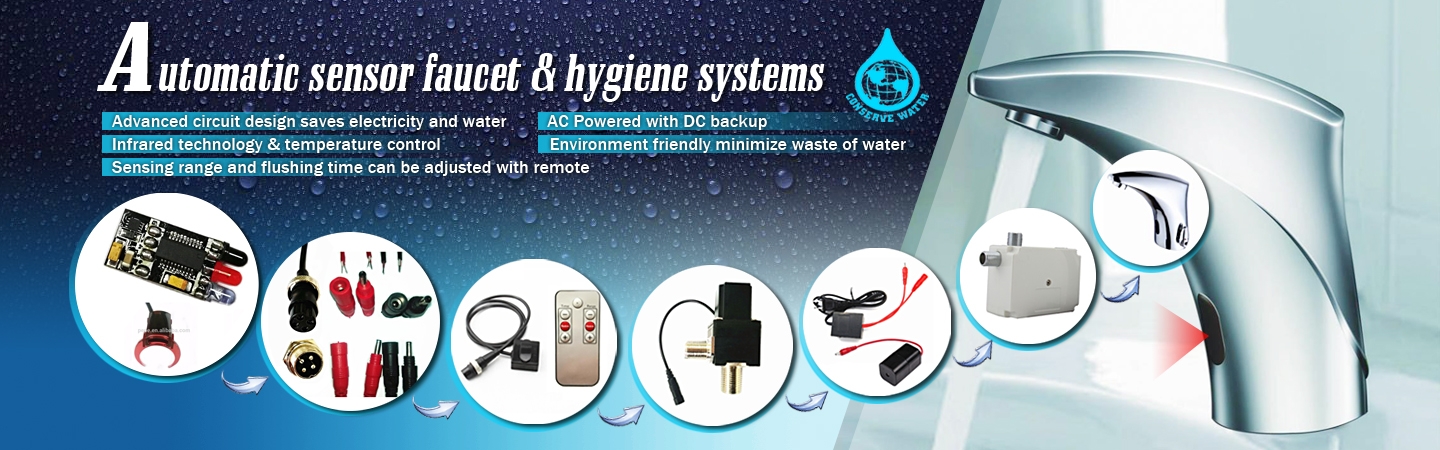 Automatic sensor faucet & hygiene systems
Advanced circuit design saves electricity and water
AC Powered with DC backup
Infrared technology & temperature control
Environment friendly minimize waste of water
Sensing range and flushing time can be adjusted with remote
CONSERVE WATER